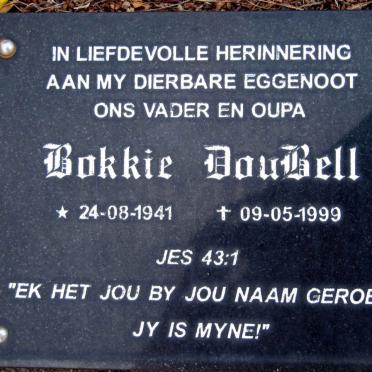 IN LIEFDEVOLLE HERINNERING
AAN MY DIERBARE EGGENOOT
ONS VADER EN OUPA
Bokkie DouBell
★ 24-08-1941 ✝ 09-05-1999
JES 43:1
"EK HET JOU BY JOU NAAM
JY IS MYNE!"